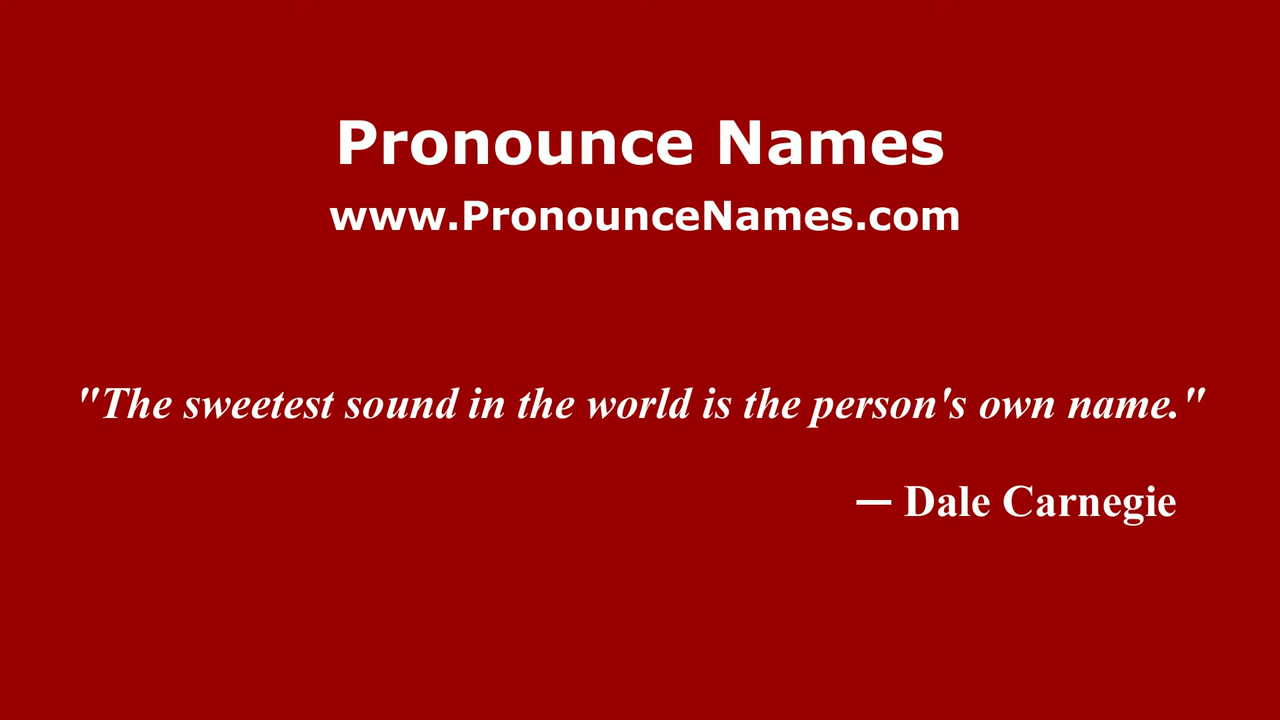 Pronounce Names
www.PronounceNames.com
"The sweetest sound in the world is the person's own name."
— Dale Carnegie